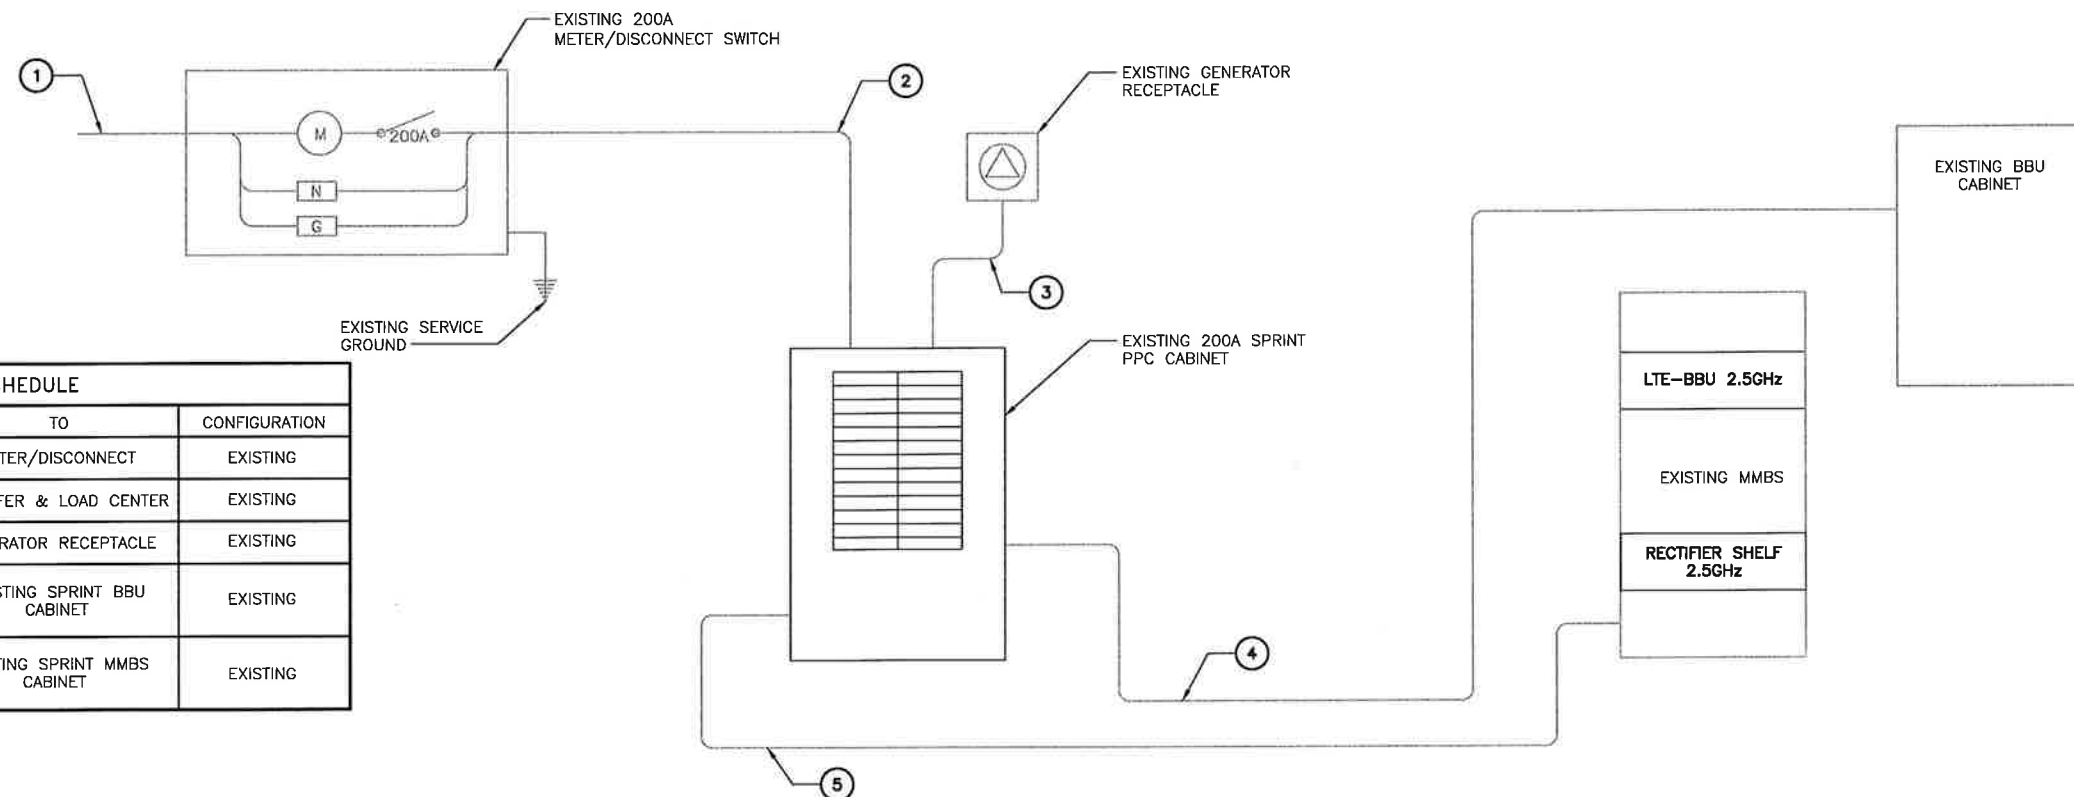 EXISTING 200A
METER/DISCONNECT SWITCH
1
2
EXISTING GENERATOR
RECEPTACLE
M
200A
N
G
EXISTING BBU
CABINET
3
EXISTING SERVICE
GROUND
EXISTING 200A SPRINT
PPC CABINET
LTE-BBU 2.5GHz
EXISTING MMBS
RECTIFIER SHELF
2.5GHz
4
5
HEDULE
TO CONFIGURATION
TER/DISCONNECT EXISTING
FER & LOAD CENTER EXISTING
RATOR RECEPTACLE EXISTING
STING SPRINT BBU
CABINET EXISTING
TING SPRINT MMBS
CABINET EXISTING